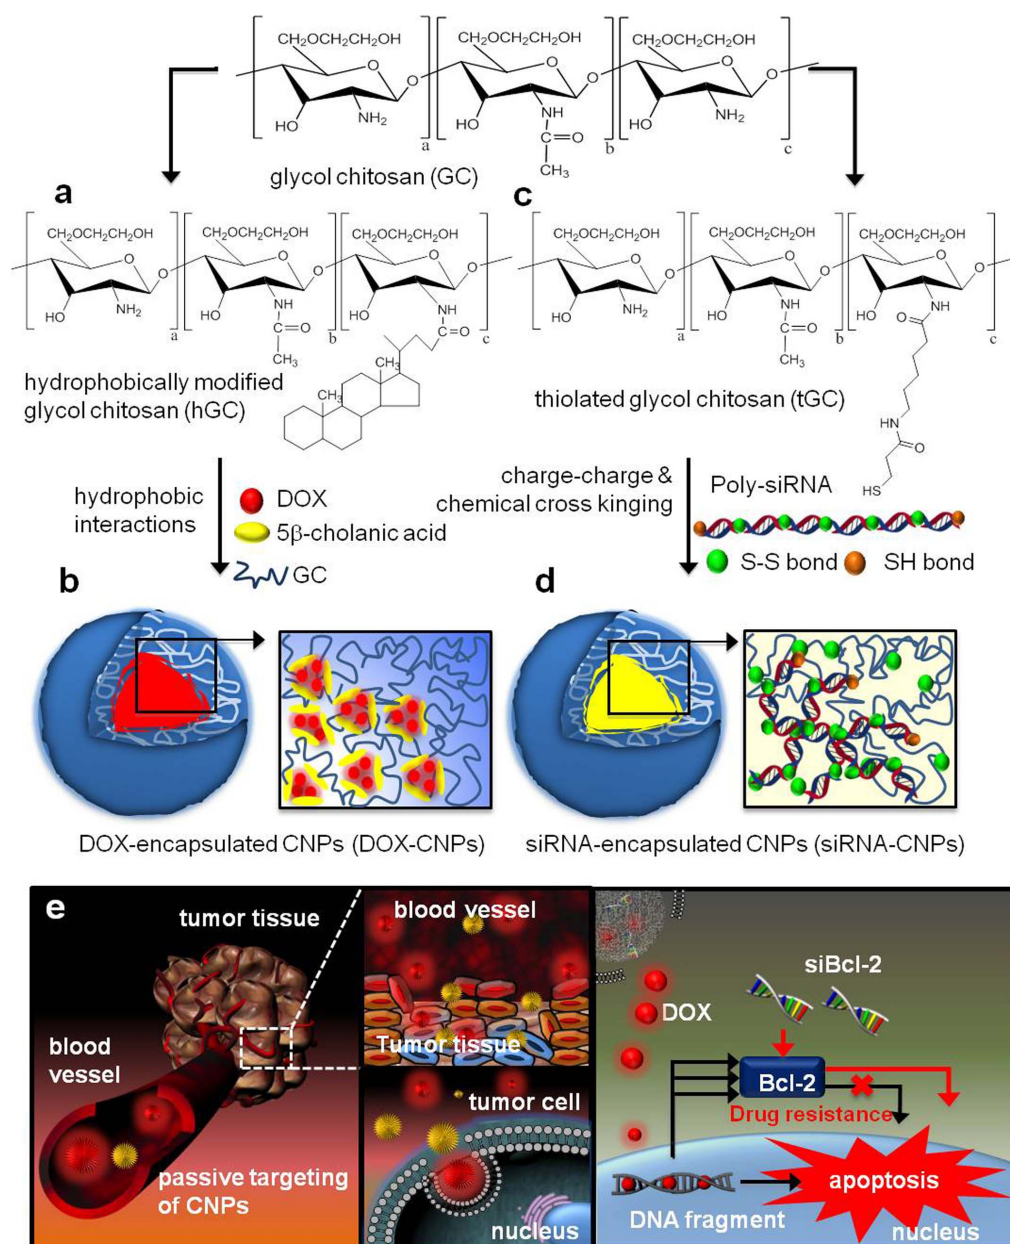 CH₂OCH₂CH₂OH CH₂OCH₂CH₂OH CH₂OCH₂CH₂OH
O O O O O O
HO NH₂ HO NH HO NH₂
a b c
C=O
CH₃
glycol chitosan (GC)
a
CH₂OCH₂CH₂OH CH₂OCH₂CH₂OH CH₂OCH₂CH₂OH
O O O O O O
HO NH₂ HO NH HO NH
a b c
C=O C=O
CH₃
CH₃
CH₃
hydrophobically modified
glycol chitosan (hGC)
c
CH₂OCH₂CH₂OH CH₂OCH₂CH₂OH CH₂OCH₂CH₂OH
O O O O O O
HO NH₂ HO NH HO NH
a b c
C=O O
CH₃
HN
O
HS
thiolated glycol chitosan (tGC)
hydrophobic
interactions
DOX
5β-cholanic acid
GC
charge-charge &
chemical cross kinging
Poly-siRNA
S-S bond SH bond
b
DOX-encapsulated CNPs (DOX-CNPs)
d
siRNA-encapsulated CNPs (siRNA-CNPs)
e
tumor tissue
blood
vessel
passive targeting
of CNPs
blood vessel
Tumor tissue
tumor cell
nucleus
siBcl-2
DOX
Bcl-2
Drug resistance
apoptosis
DNA fragment
nucleus